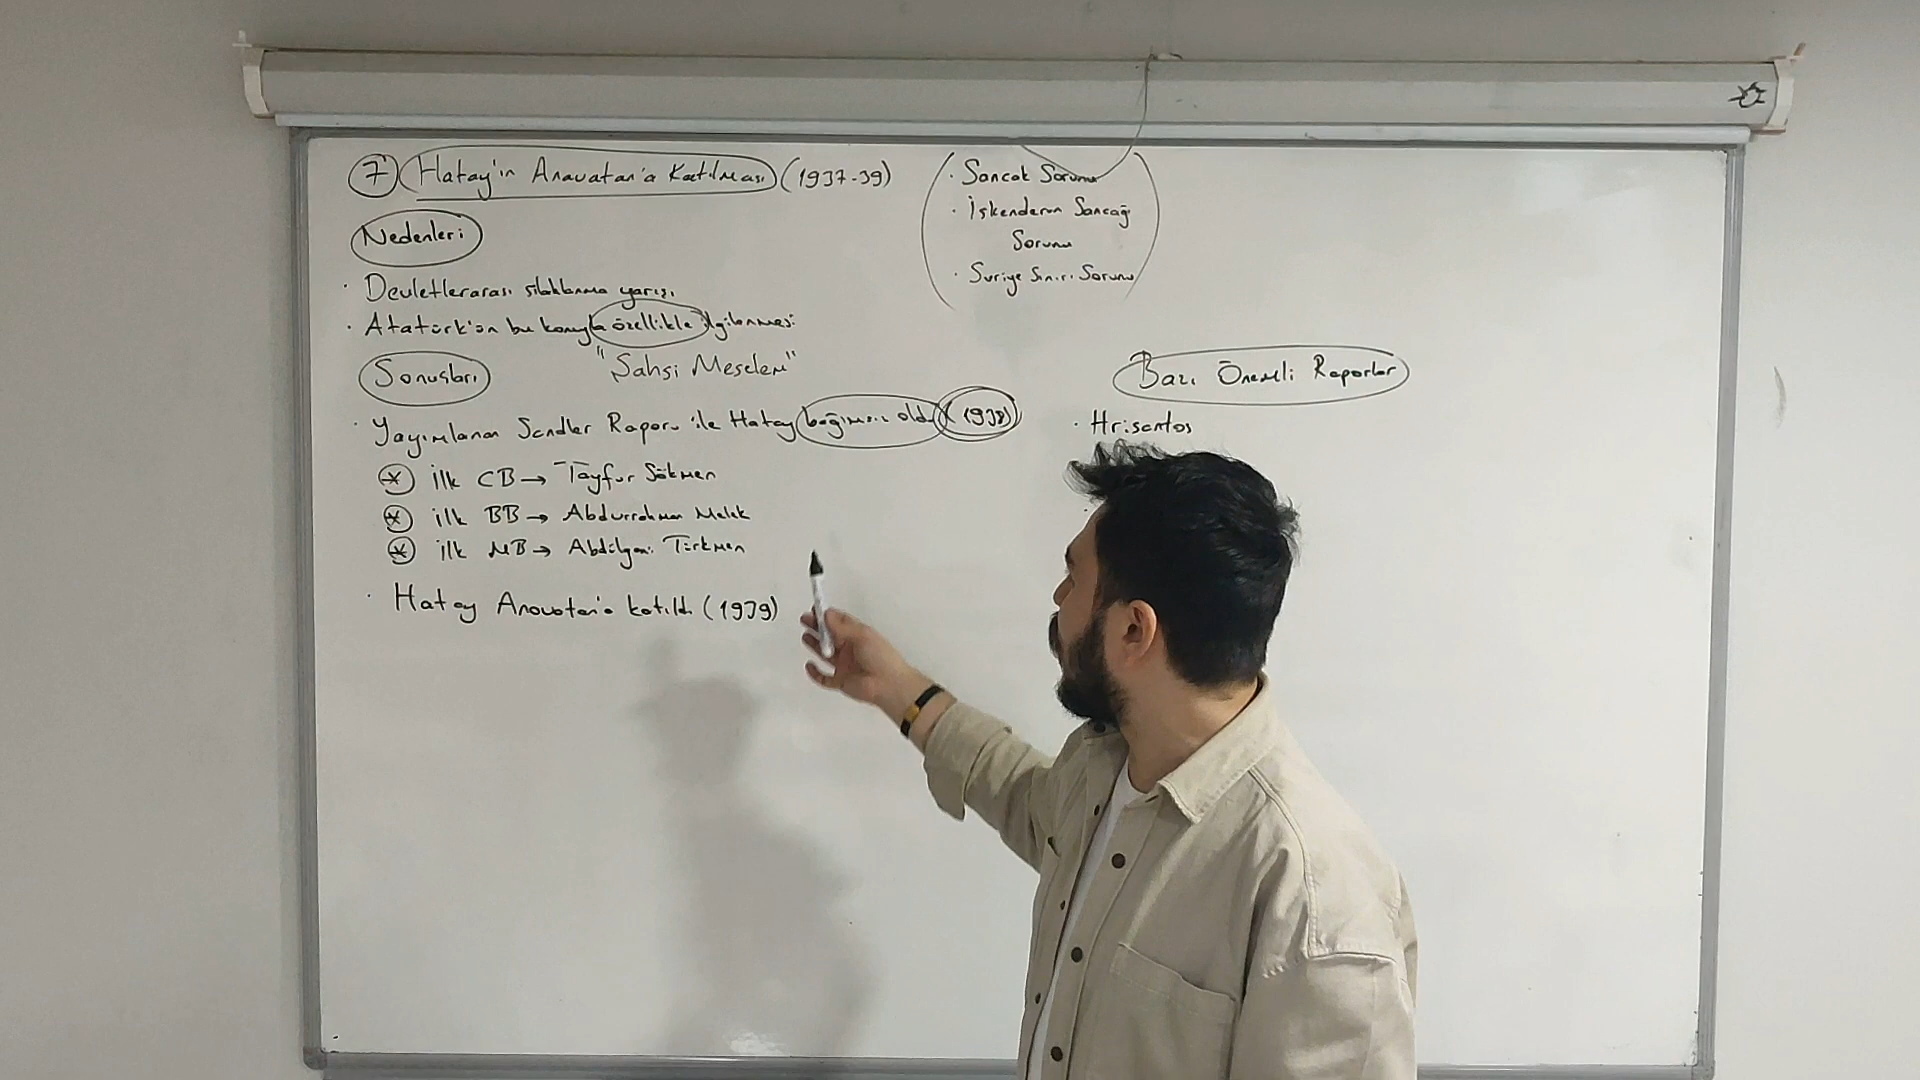 7 Hatay'ın Anavatan'a Katılması (1937-39)
Nedenleri
· Devletlerarası silahlanma yarışı
· Atatürk'ün bu konuyla özellikle ilgilenmesi
"Şahsi Meselem"
Sonuçları
· Yayımlanan Sandler Raporu ile Hatay bağımsız oldu (1938)
* ilk CB → Tayfur Sökmen
* ilk BB → Abdurrahman Melek
* ilk MB → Abdülgani Türkmen
· Hatay Anavatan'a katıldı (1939)
· Sancak Sorunu
· İskenderun Sancağı
Sorunu
· Suriye Sınırı Sorunu
Bazı Önemli Raporlar
· Hrisantos